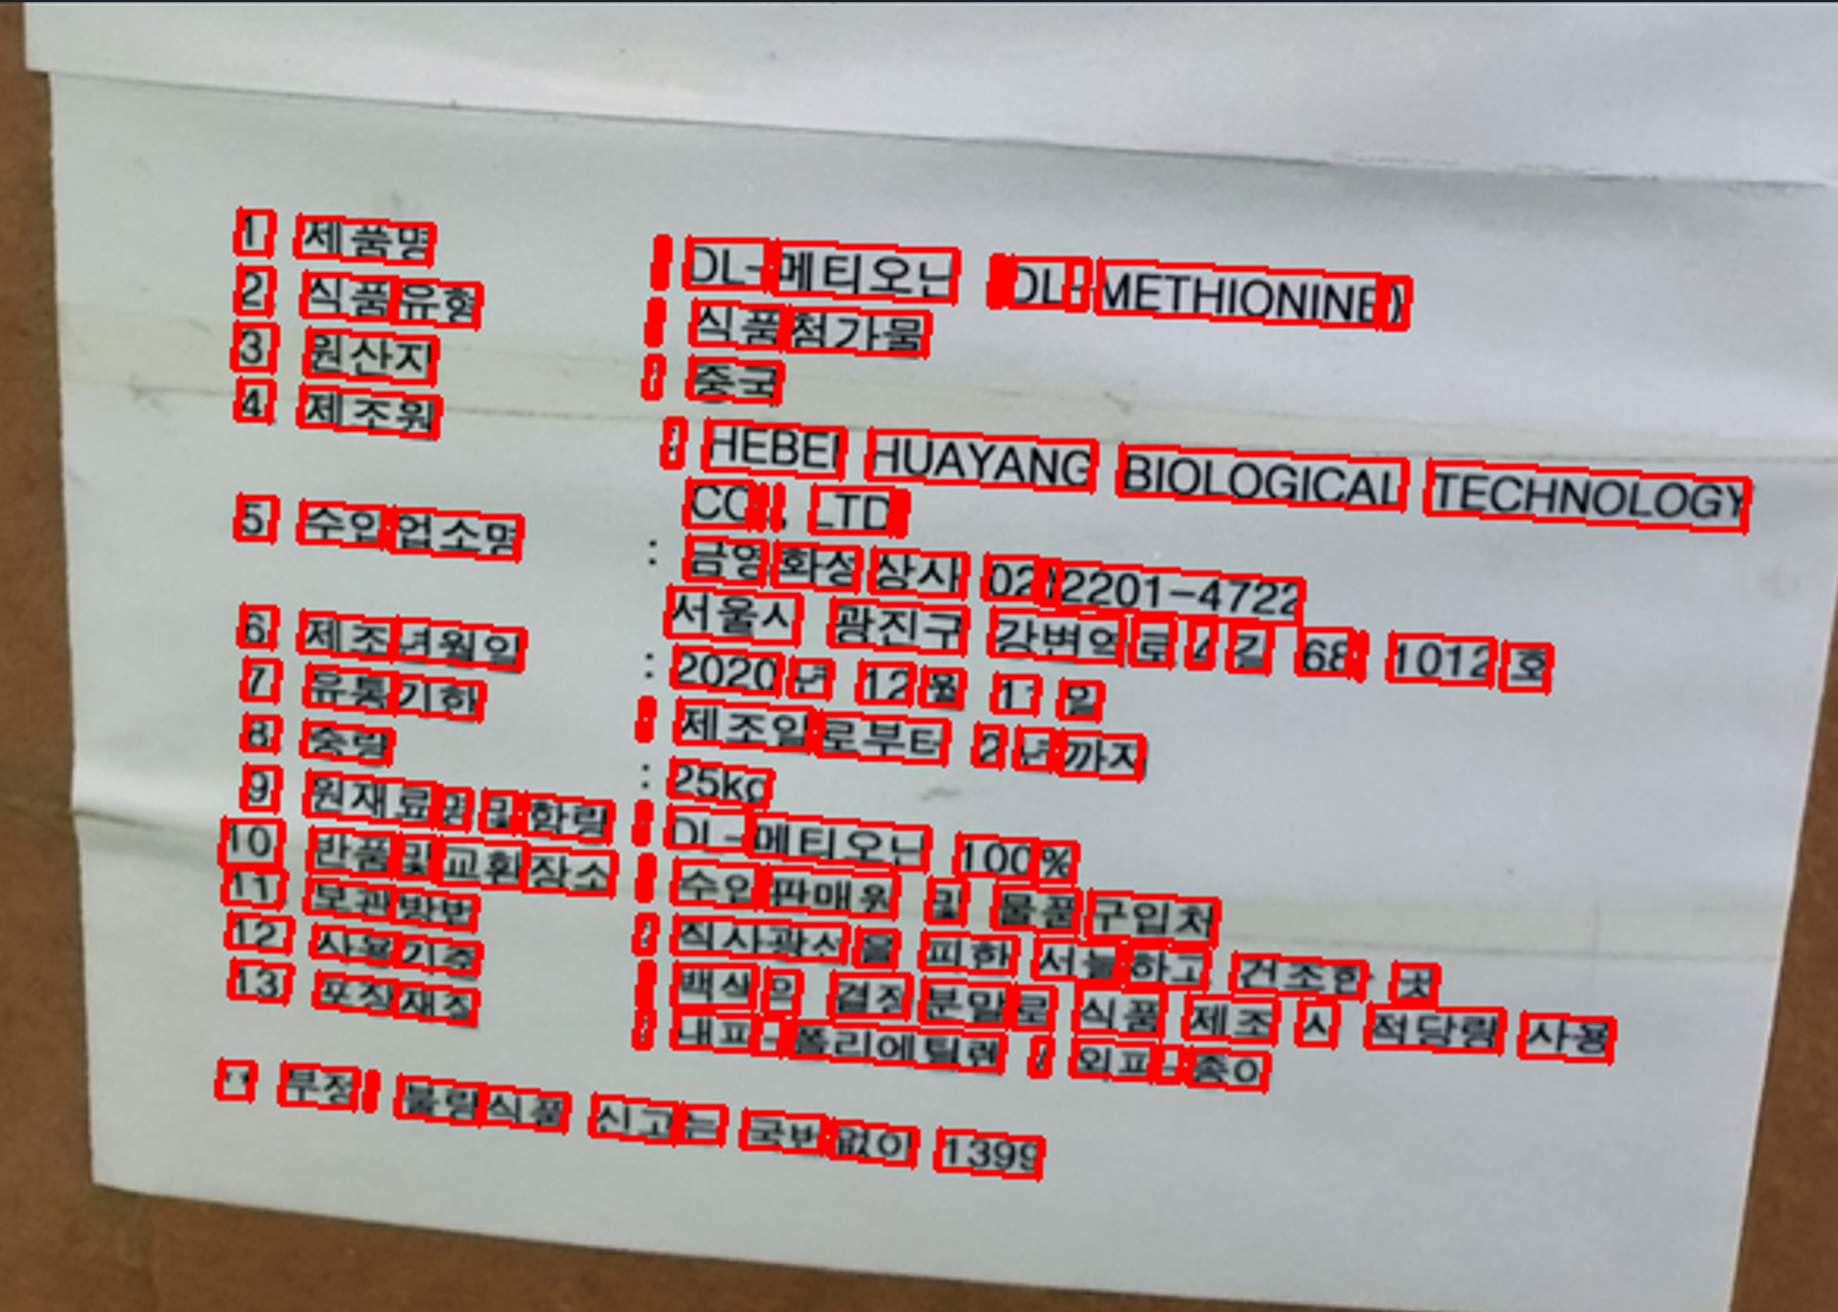 1 제품명 : DL-메티오닌 (DL-METHIONINE)
2 식품유형 : 식품첨가물
3 원산지 : 중국
4 제조원 : HEBEI HUAYANG BIOLOGICAL TECHNOLOGY
CO., LTD.
5 수입업소명 : 금영화성상사 02)2201-4722
서울시 광진구 강변역로 4길 68, 1012호
6 제조년월일 : 2020년 12월 11일
7 유통기한 : 제조일로부터 2년까지
8 중량 : 25kg
9 원재료명 및 함량 : DL-메티오닌 100%
10 반품및교환장소 : 수입판매원 및 물품구입처
11 보관방법 : 직사광선을 피한 서늘하고 건조한 곳
12 사용기준 : 백색의 결정분말로 식품 제조 시 적당량 사용
13 포장재질 : 내피-폴리에틸렌 / 외피-종이
부정, 불량식품 신고는 국번없이 1399